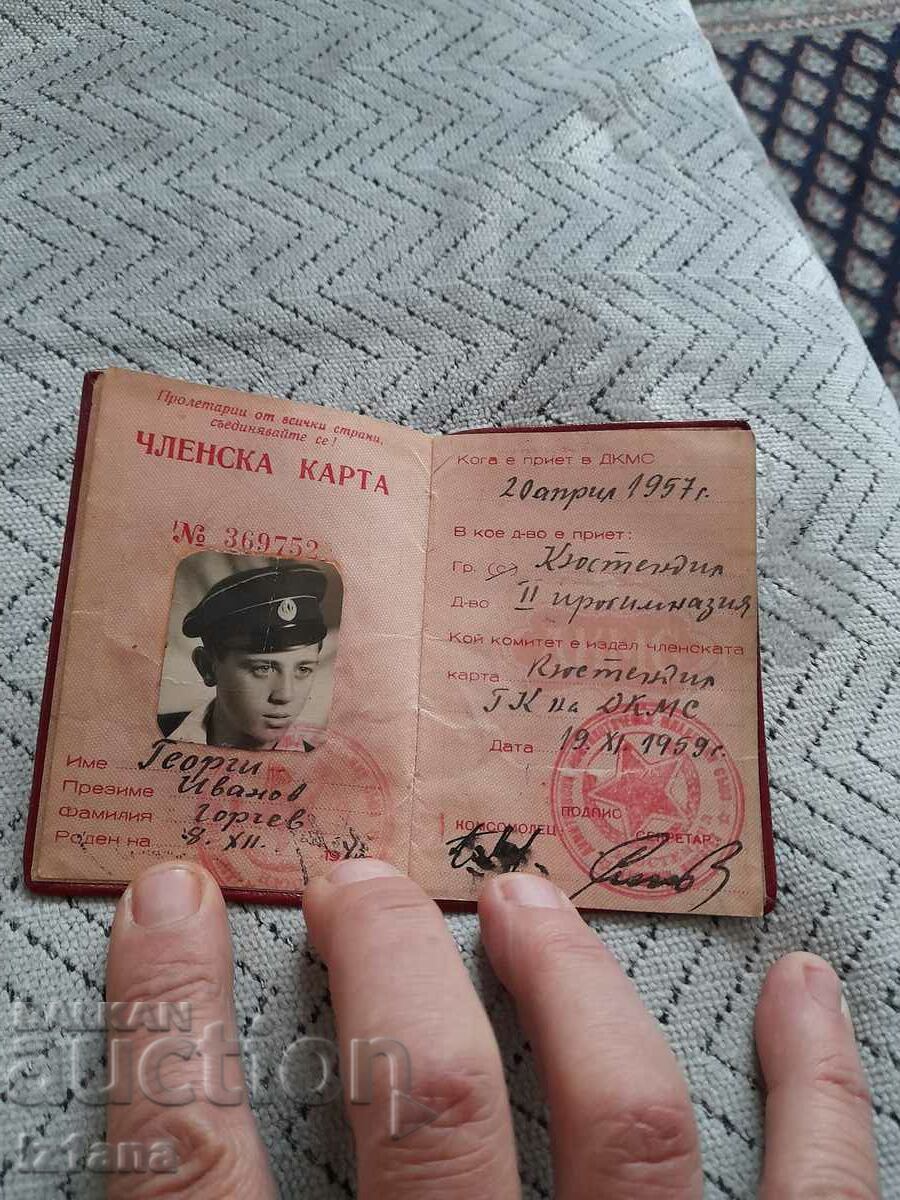 Пролетарии от всички страни,
съединявайте се!
ЧЛЕНСКА КАРТА
№ 369752
Име Георги
Презиме Иванов
Фамилия Горчев
Роден на 8. XII. 19
Кога е приет в ДКМС
20 април 1957 г.
В кое д-во е приет:
Гр. (с.) Кюстендил
Д-во II прогимназия
Кой комитет е издал членската
карта Кюстендил
ГК на ДКМС
Дата 19. XI. 1959 г.
ПОДПИС
КОМСОМОЛЕЦ СЕКРЕТАР
BALKAN
auction
iz1ana